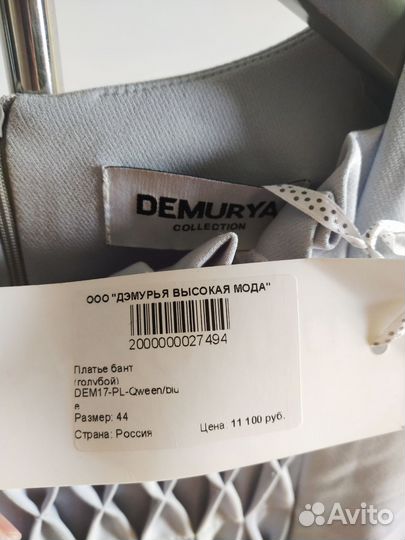 DEMURYA
COLLECTION
ООО "ДЭМУРЬЯ ВЫСОКАЯ МОДА"
2000000027494
Платье бант
(голубой)
DEM17-PL-Qween/blu
e
Размер: 44
Страна: Россия
Цена: 11 100 руб.
Avito